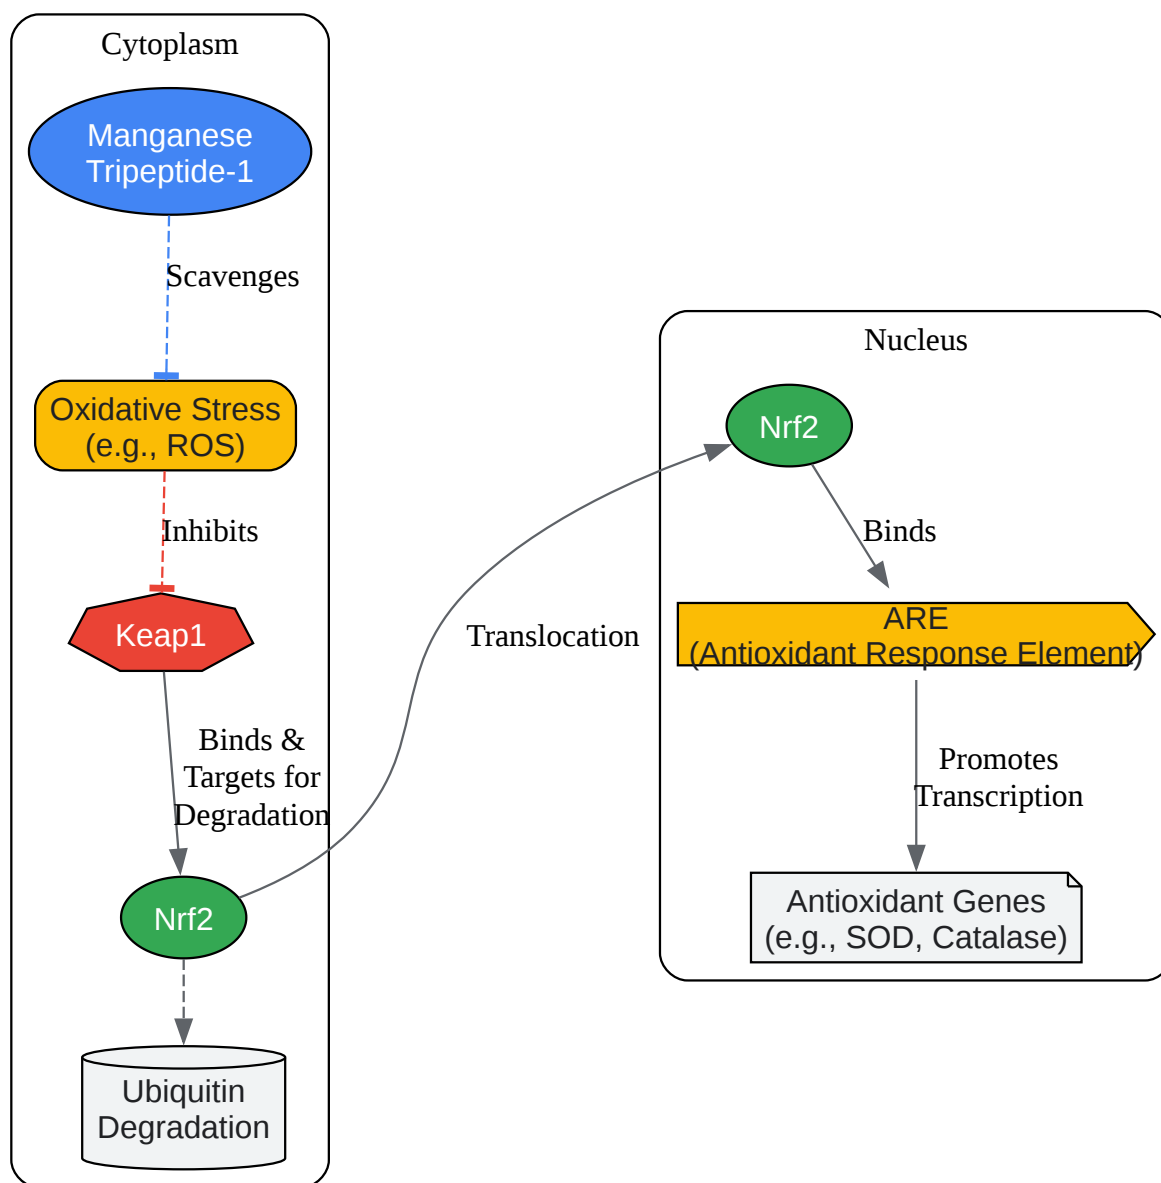 Cytoplasm
Manganese
Tripeptide-1
Scavenges
Oxidative Stress
(e.g., ROS)
Inhibits
Keap1
Binds &
Targets for
Degradation
Nrf2
Ubiquitin
Degradation
Translocation
Nucleus
Nrf2
Binds
ARE
(Antioxidant Response Element)
Promotes
Transcription
Antioxidant Genes
(e.g., SOD, Catalase)